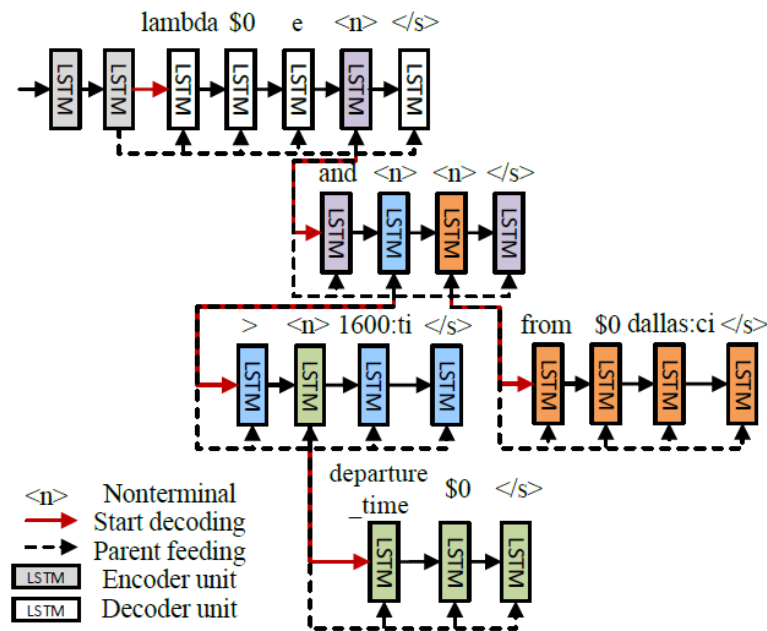 lambda $0 e <n> </s>
LSTM LSTM LSTM LSTM LSTM LSTM LSTM
and <n> <n> </s>
LSTM LSTM LSTM LSTM
> <n> 1600:ti </s> from $0 dallas:ci </s>
LSTM LSTM LSTM LSTM LSTM LSTM LSTM LSTM
departure
_time $0 </s>
LSTM LSTM LSTM
<n> Nonterminal
Start decoding
Parent feeding
LSTM Encoder unit
LSTM Decoder unit